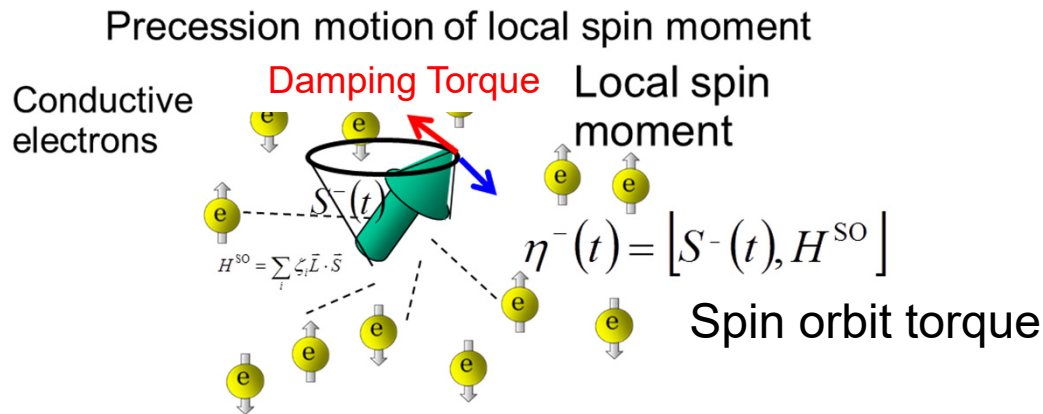 Precession motion of local spin moment
Damping Torque
Local spin
moment
Conductive
electrons
e
e
e
e
e
S⁻(t)
η⁻(t) = [S⁻(t), H^SO]
H^SO = ∑_i ζ_i L⃗ · S⃗
e
Spin orbit torque
e
e
e
e
e